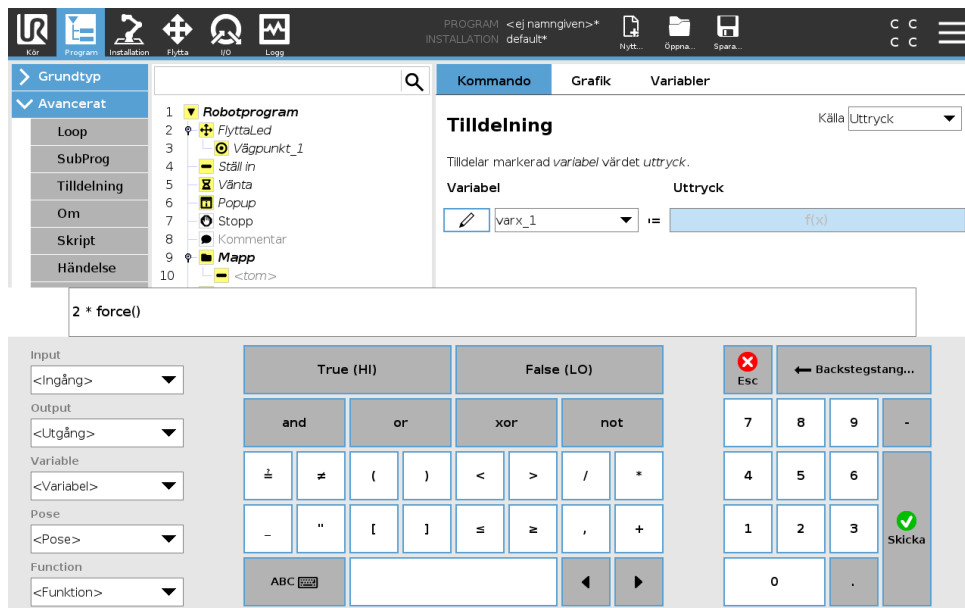 PROGRAM <ej namngiven>*
INSTALLATION default*
Kör Program Installation Flytta I/O Logg
Nytt... Öppna... Spara...
C C
C C
Grundtyp
Avancerat
Loop
SubProg
Tilldelning
Om
Skript
Händelse
1 Robotprogram
2 FlyttaLed
3 Vägpunkt_1
4 Ställ in
5 Vänta
6 Popup
7 Stopp
8 Kommentar
9 Mapp
10 <tom>
Kommando Grafik Variabler
Tilldelning
Källa Uttryck
Tilldelar markerad variabel värdet uttryck.
Variabel Uttryck
varx_1 := f(x)
2 * force()
Input
<Ingång>
Output
<Utgång>
Variable
<Variabel>
Pose
<Pose>
Function
<Funktion>
True (HI) False (LO)
and or xor not
≟ ≠ ( ) < > / *
_ " [ ] ≤ ≥ , +
ABC
Esc Backstegstang...
7 8 9 -
4 5 6
1 2 3 Skicka
0 .